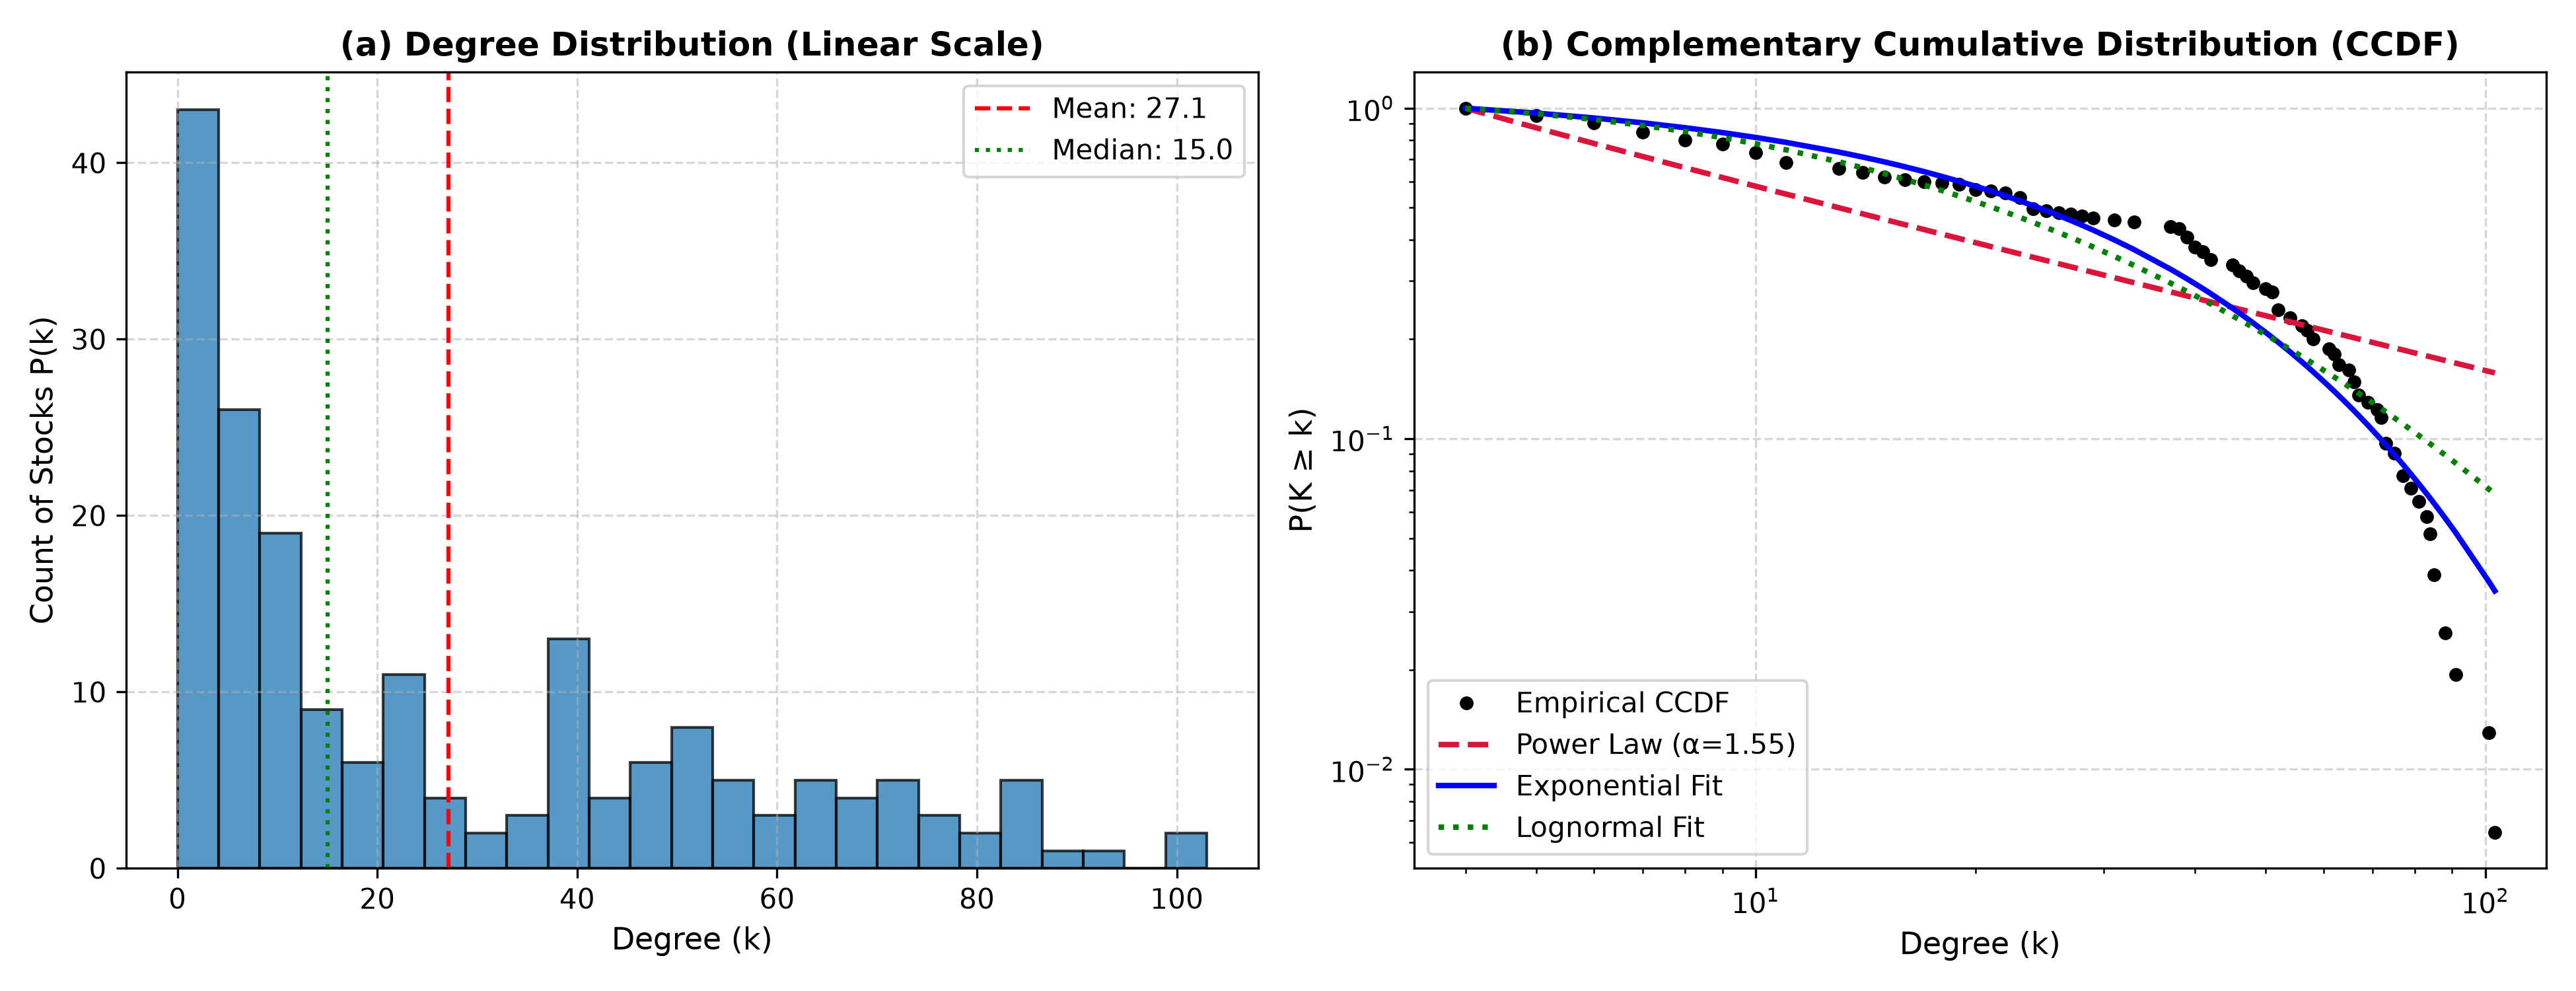 (a) Degree Distribution (Linear Scale)
Count of Stocks P(k)
40
30
20
10
0
Mean: 27.1
Median: 15.0
0 20 40 60 80 100
Degree (k)
(b) Complementary Cumulative Distribution (CCDF)
P(K ≥ k)
10⁰
10⁻¹
10⁻²
Empirical CCDF
Power Law (α=1.55)
Exponential Fit
Lognormal Fit
10¹ 10²
Degree (k)